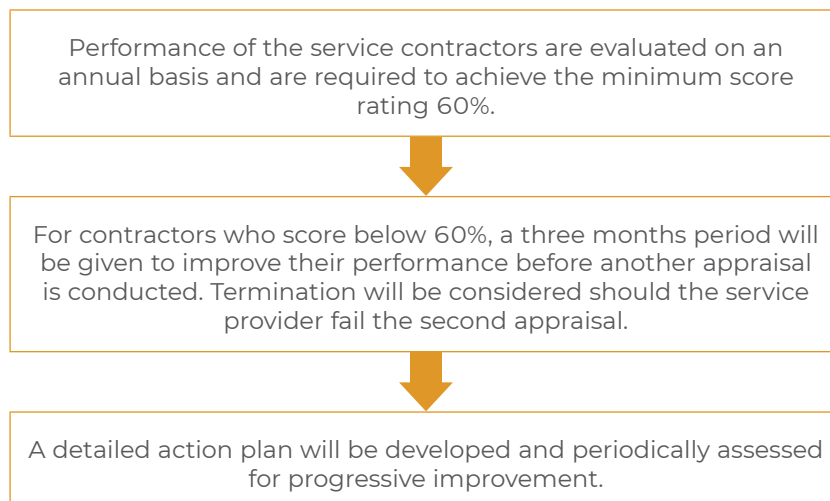 Performance of the service contractors are evaluated on an
annual basis and are required to achieve the minimum score
rating 60%.
For contractors who score below 60%, a three months period will
be given to improve their performance before another appraisal
is conducted. Termination will be considered should the service
provider fail the second appraisal.
A detailed action plan will be developed and periodically assessed
for progressive improvement.